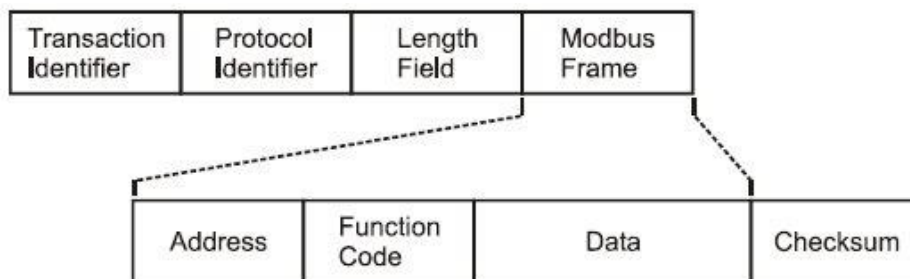 Transaction
Identifier
Protocol
Identifier
Length
Field
Modbus
Frame
Address
Function
Code
Data
Checksum